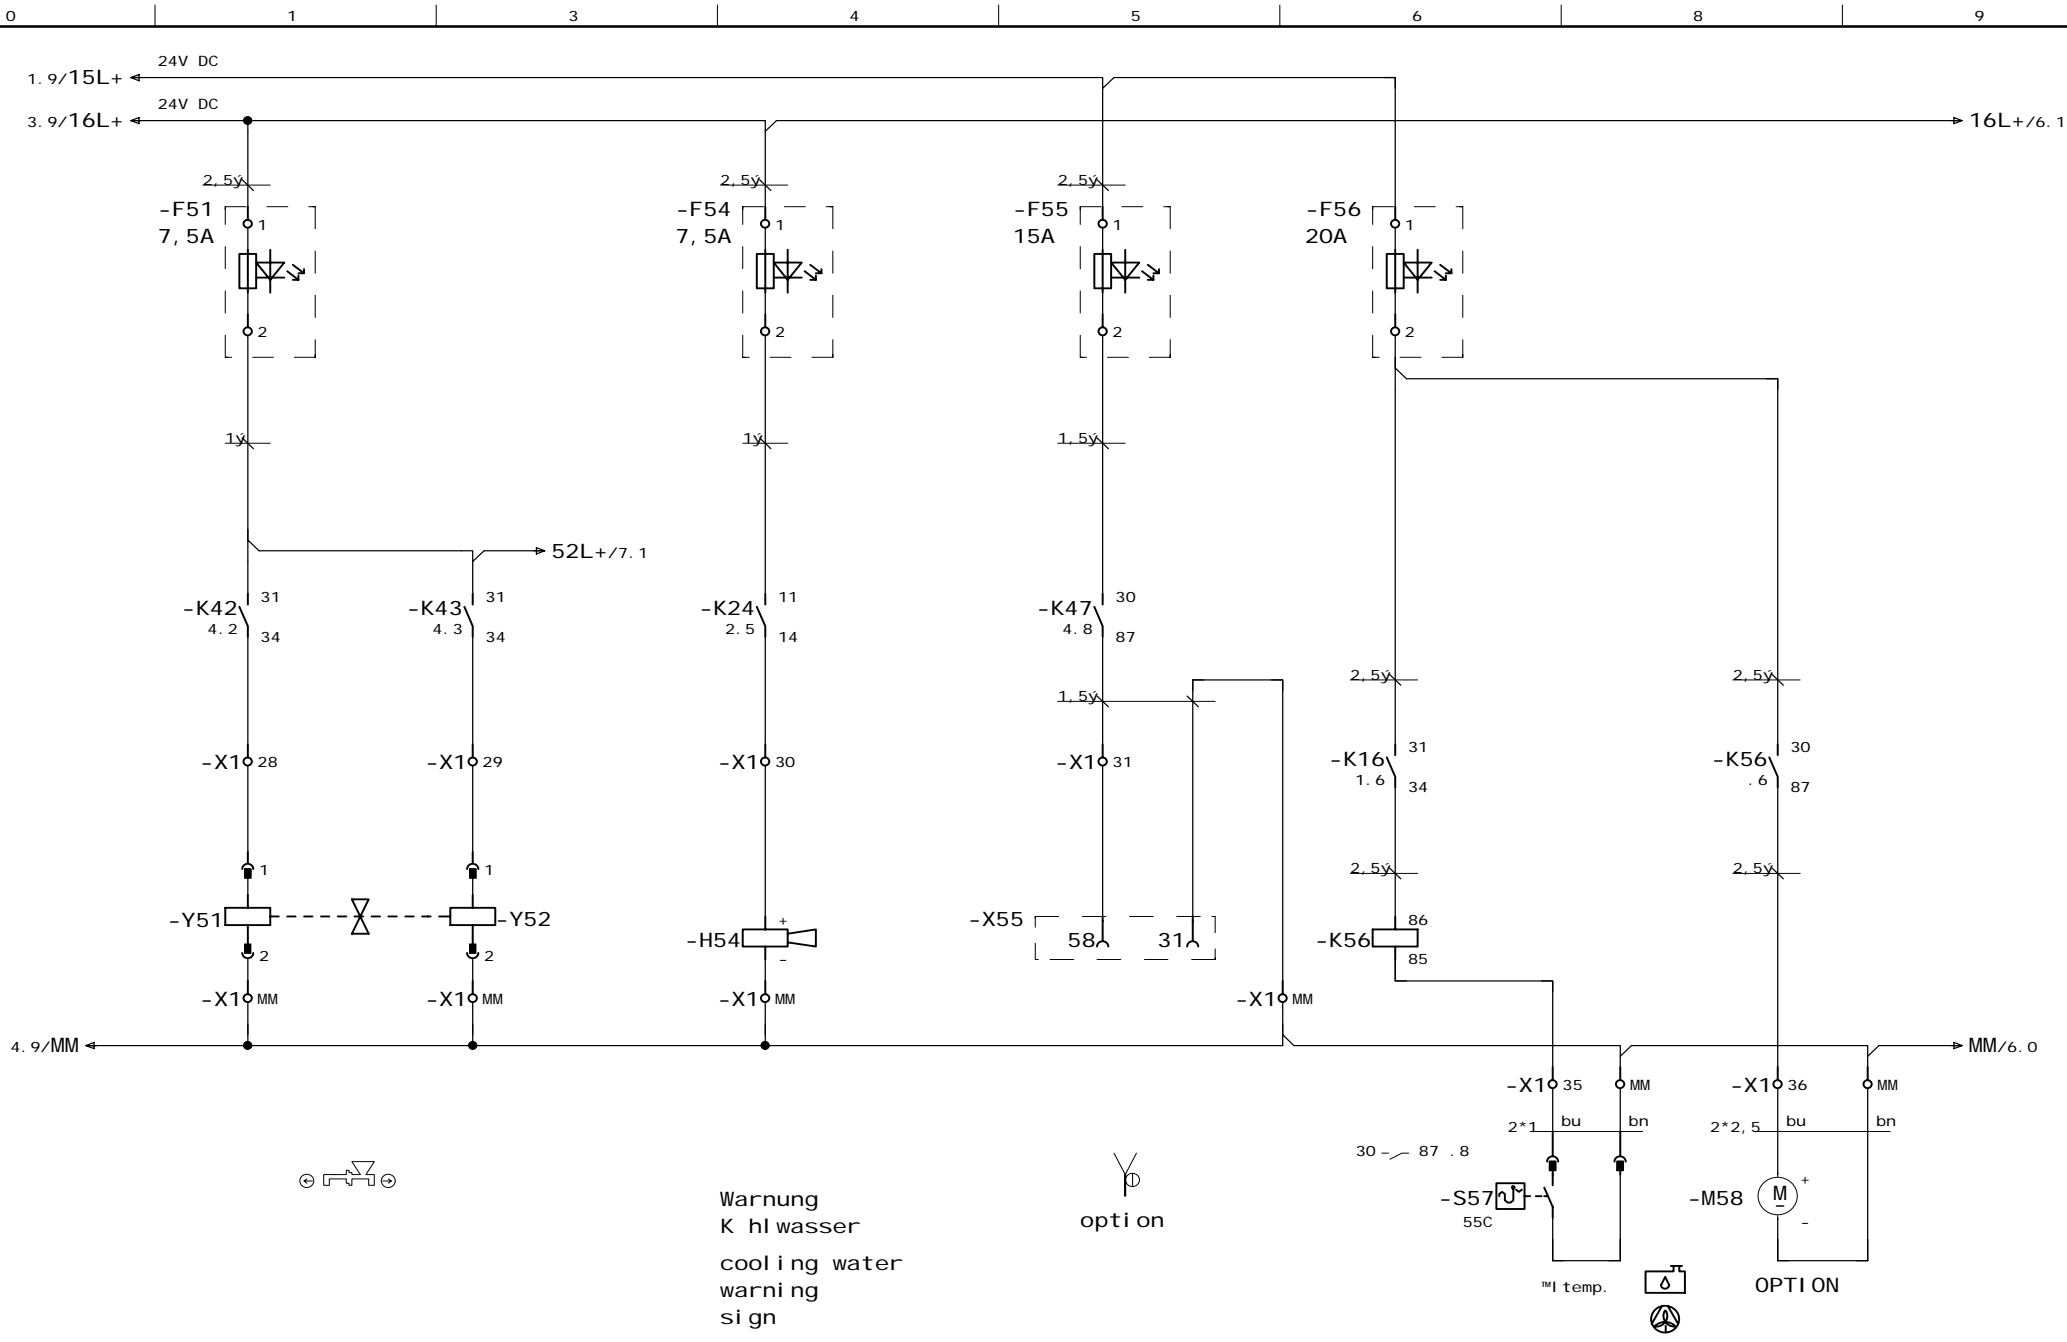 0 1 3 4 5 6 8 9
24V DC
1.9/15L+
24V DC
3.9/16L+ 16L+/6.1
2,5ý 2,5ý 2,5ý
-F51 1 -F54 1 -F55 1 -F56 1
7,5A 7,5A 15A 20A
2 2 2 2
1ý 1ý 1,5ý
52L+/7.1
31 31 11 30
-K42 -K43 -K24 -K47
4.2 4.3 2.5 4.8
34 34 14 87
2,5ý 2,5ý
1,5ý
31 30
-X1 28 -X1 29 -X1 30 -X1 31 -K16 -K56
1.6 .6
34 87
1 1 2,5ý 2,5ý
-Y51 -Y52 + -X55 86
-H54 58 31 -K56
2 2 - 85
-X1 MM -X1 MM -X1 MM -X1 MM
4.9/MM MM/6.0
-X1 35 MM -X1 36 MM
2*1 bu bn 2*2,5 bu bn
30 87 .8
Warnung -S57 -M58 M +
55C -
K hlwasser option
cooling water
warning ™l temp. OPTION
sign